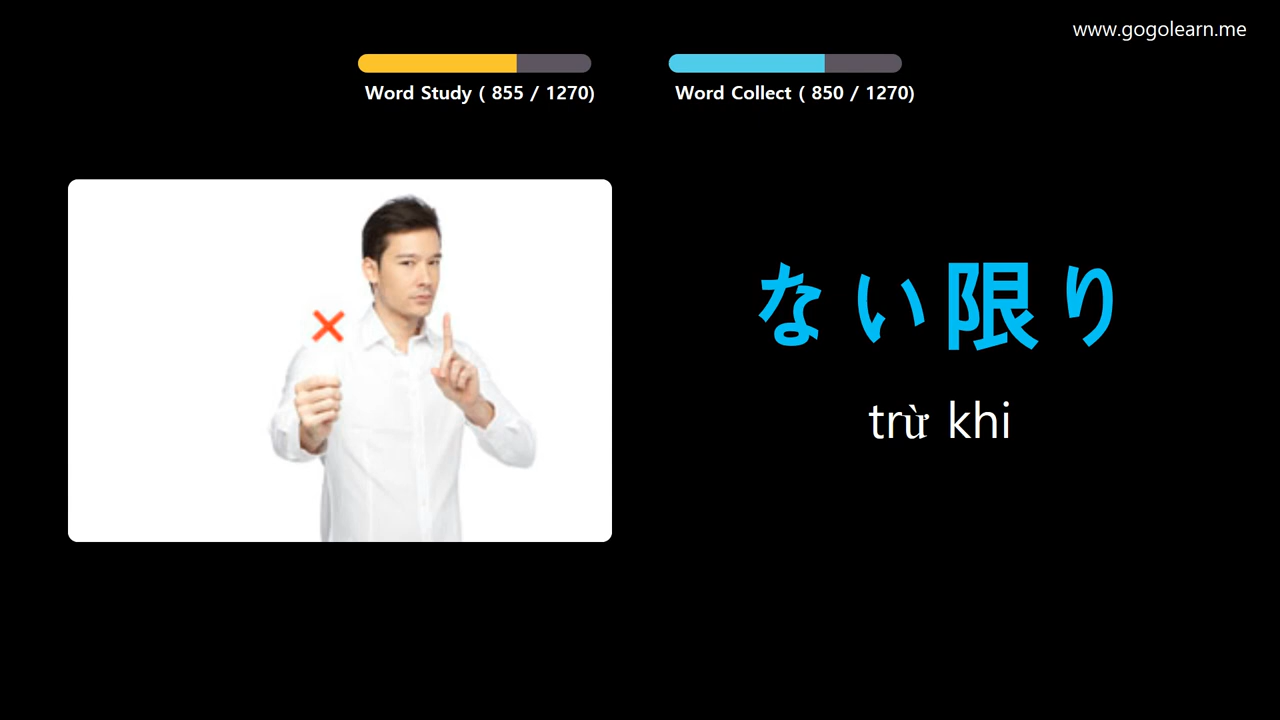 www.gogolearn.me
Word Study ( 855 / 1270)
Word Collect ( 850 / 1270)
ない限り
trừ khi